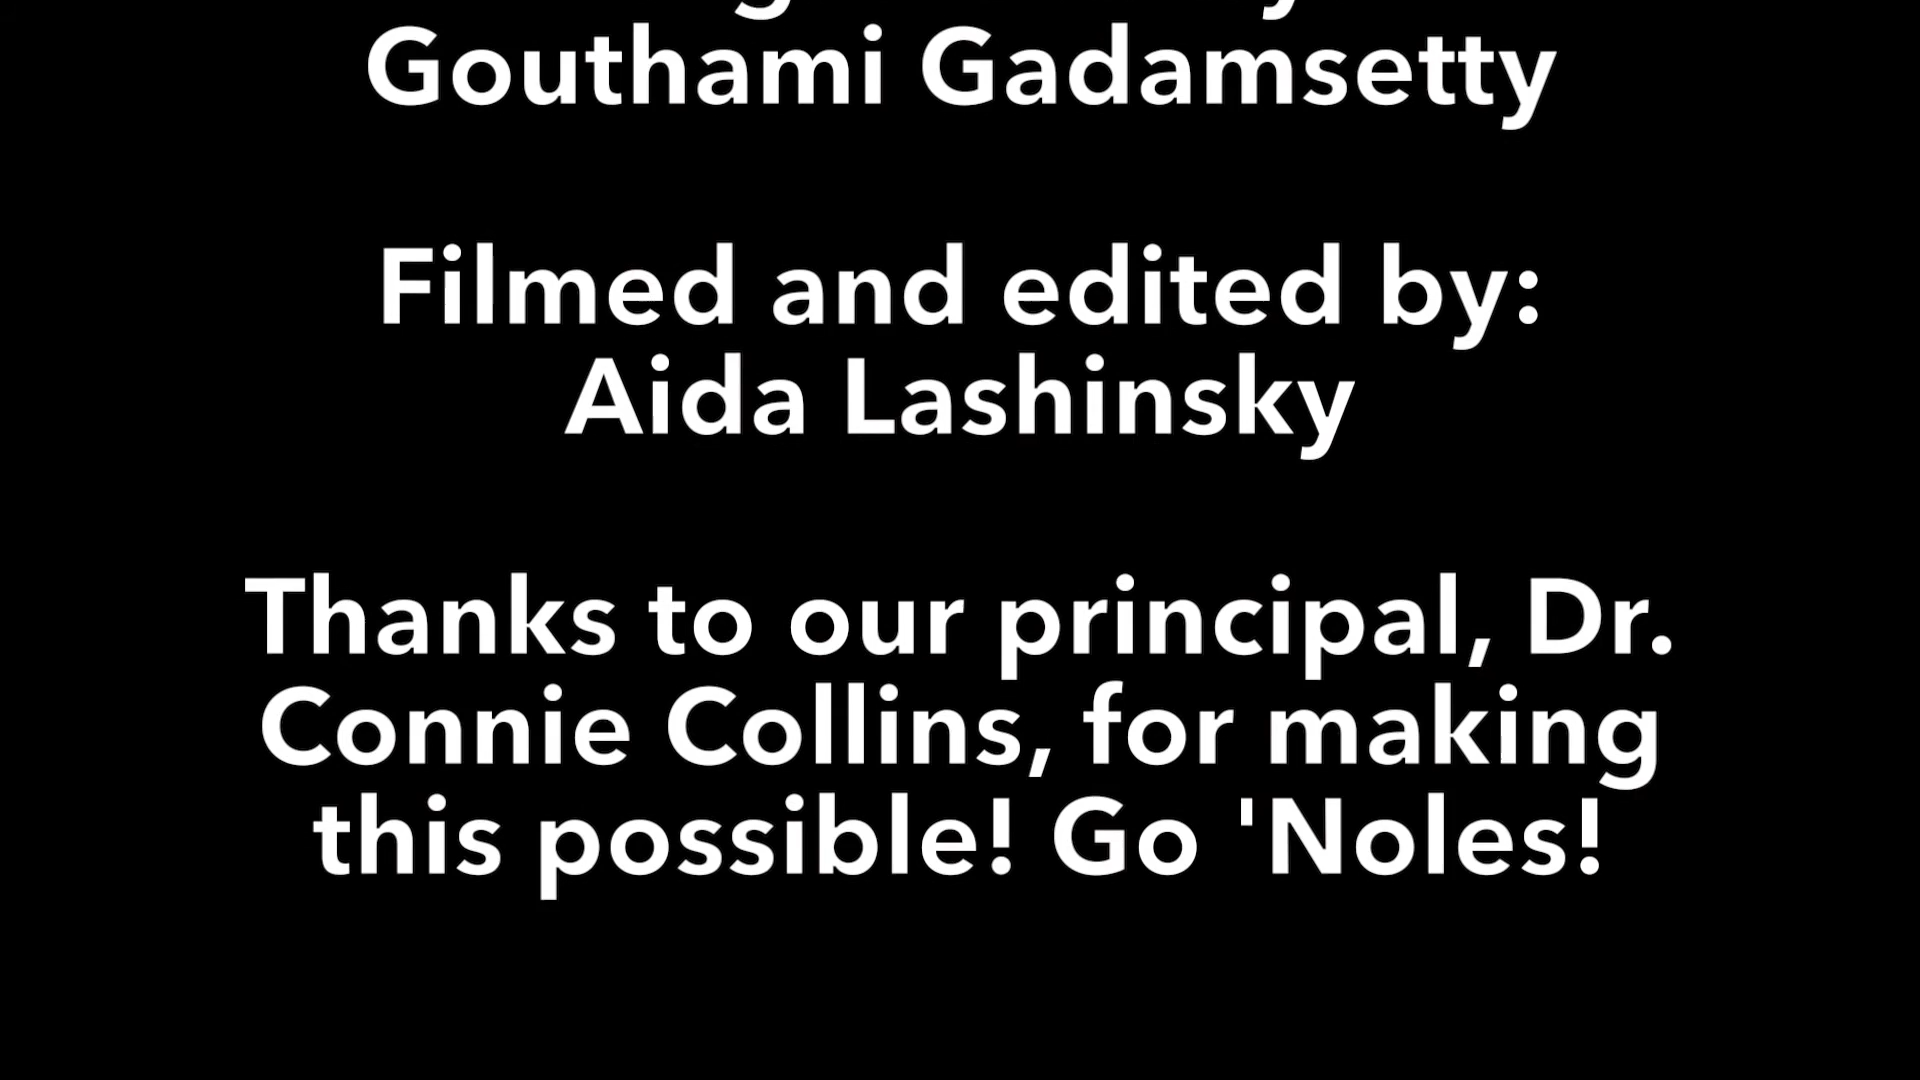 Gouthami Gadamsetty
Filmed and edited by:
Aida Lashinsky
Thanks to our principal, Dr.
Connie Collins, for making
this possible! Go 'Noles!